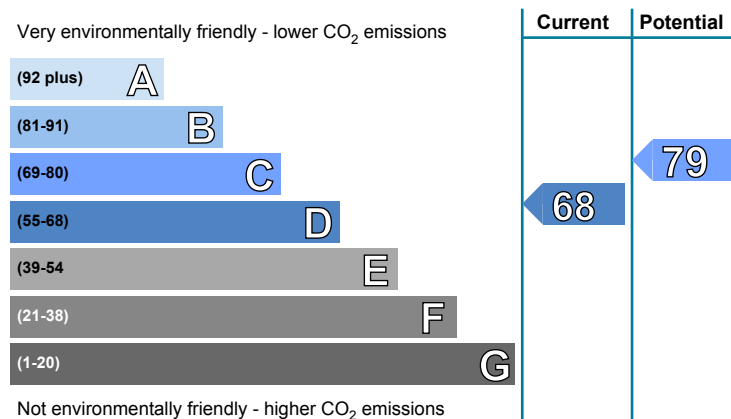 Very environmentally friendly - lower CO2 emissions
Current
Potential
(92 plus) A
(81-91) B
(69-80) C
79
(55-68) D
68
(39-54 E
(21-38) F
(1-20) G
Not environmentally friendly - higher CO2 emissions